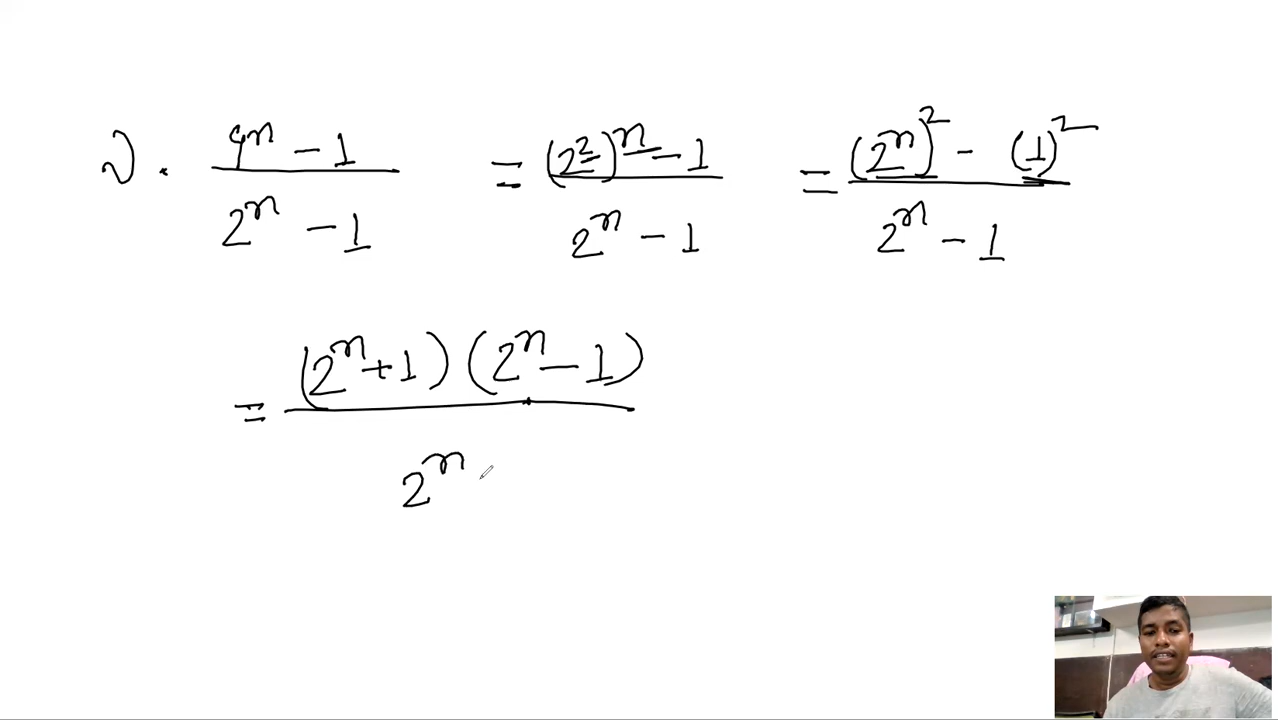 ২. (4^n - 1)/(2^n - 1) = ((2^2)^n - 1)/(2^n - 1) = ((2^n)^2 - (1)^2)/(2^n - 1)
= ((2^n + 1)(2^n - 1))/(2^n